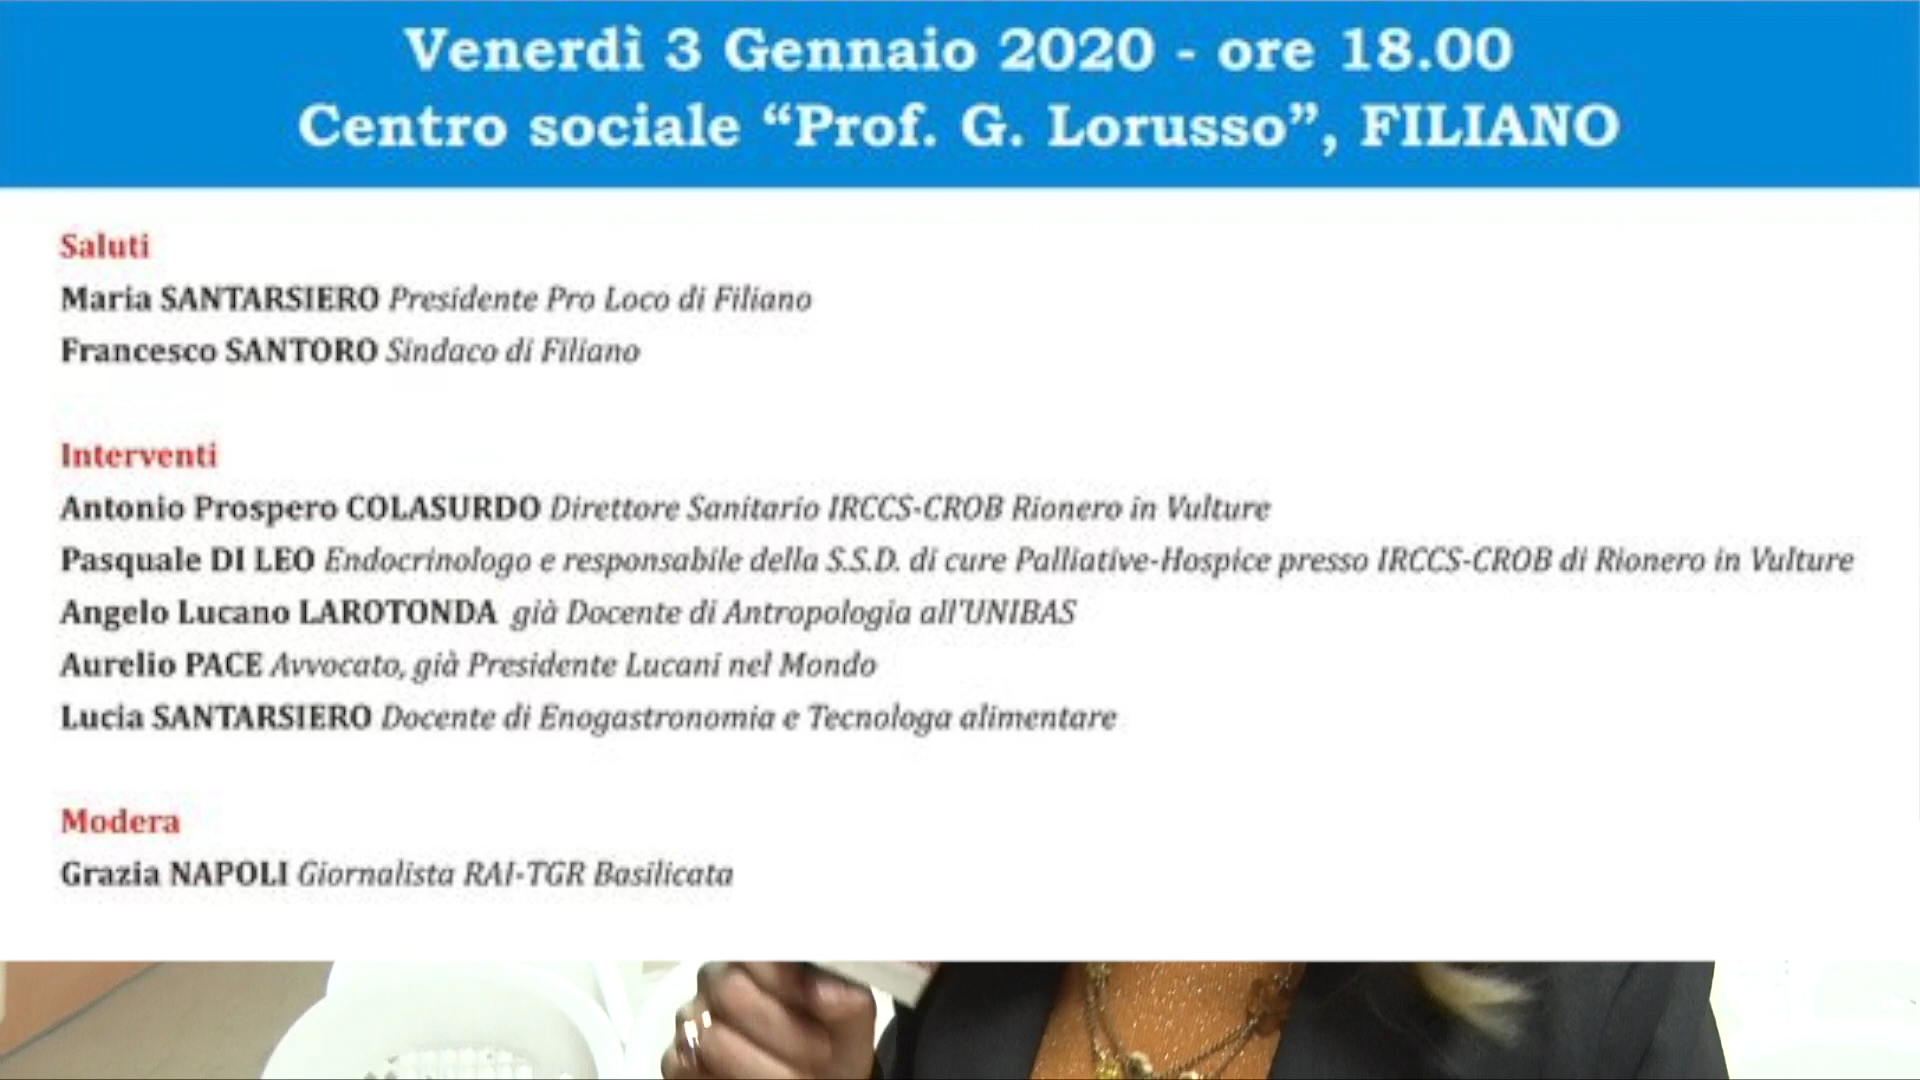 Venerdì 3 Gennaio 2020 - ore 18.00
Centro sociale “Prof. G. Lorusso”, FILIANO
Saluti
Maria SANTARSIERO Presidente Pro Loco di Filiano
Francesco SANTORO Sindaco di Filiano
Interventi
Antonio Prospero COLASURDO Direttore Sanitario IRCCS-CROB Rionero in Vulture
Pasquale DI LEO Endocrinologo e responsabile della S.S.D. di cure Palliative-Hospice presso IRCCS-CROB di Rionero in Vulture
Angelo Lucano LAROTONDA già Docente di Antropologia all'UNIBAS
Aurelio PACE Avvocato, già Presidente Lucani nel Mondo
Lucia SANTARSIERO Docente di Enogastronomia e Tecnologa alimentare
Modera
Grazia NAPOLI Giornalista RAI-TGR Basilicata